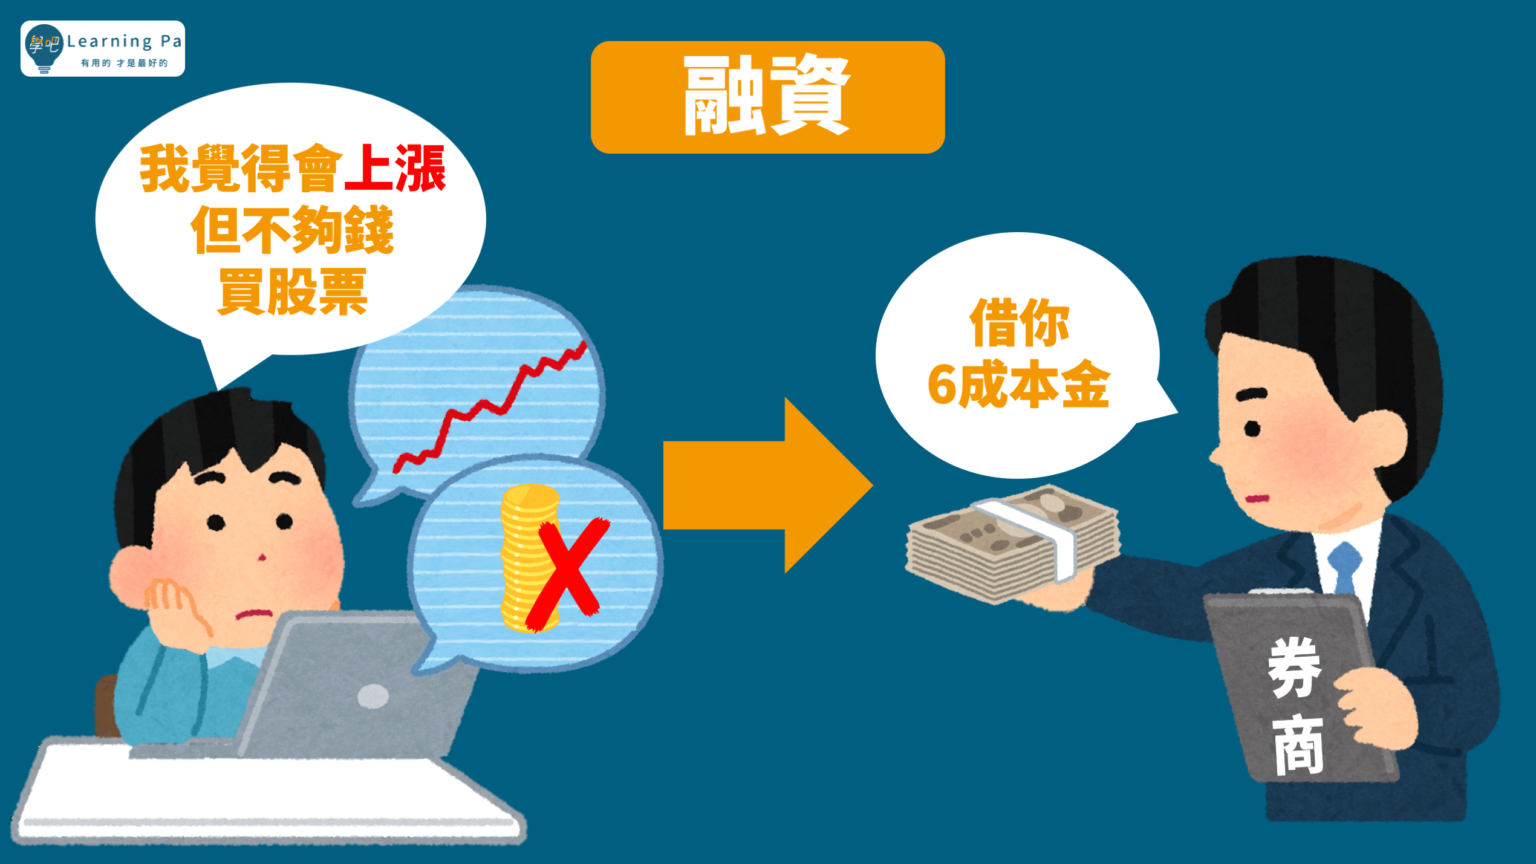 學吧
Learning Pa
有用的 才是最好的
融資
我覺得會上漲
但不夠錢
買股票
借你
6成本金
券
商